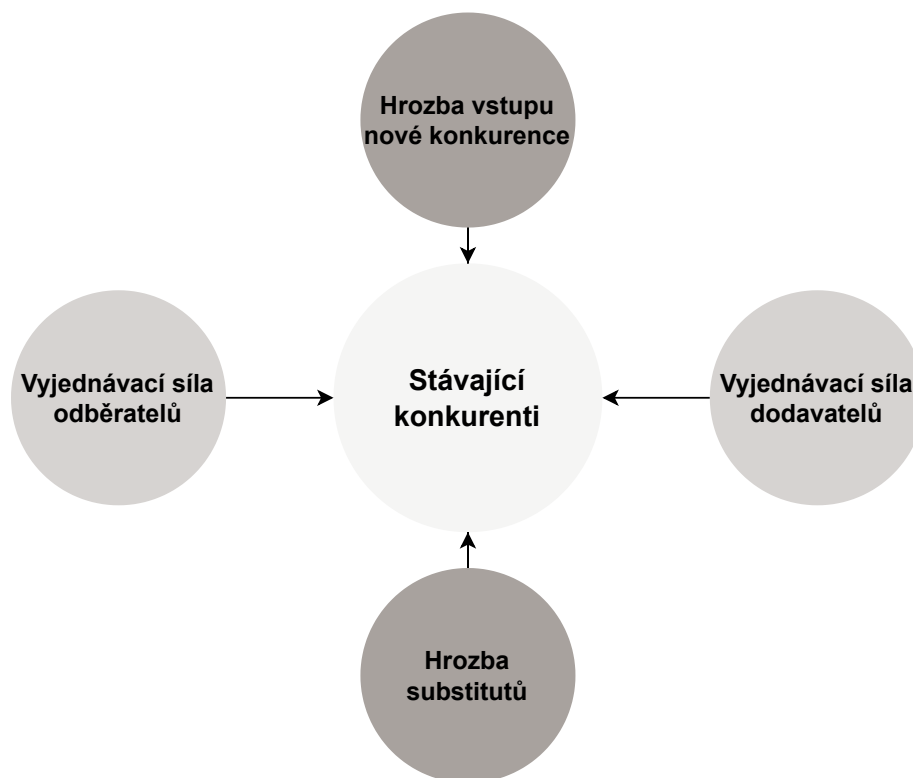 Hrozba vstupu
nové konkurence
Vyjednávací síla
odběratelů
Stávající
konkurenti
Vyjednávací síla
dodavatelů
Hrozba
substitutů